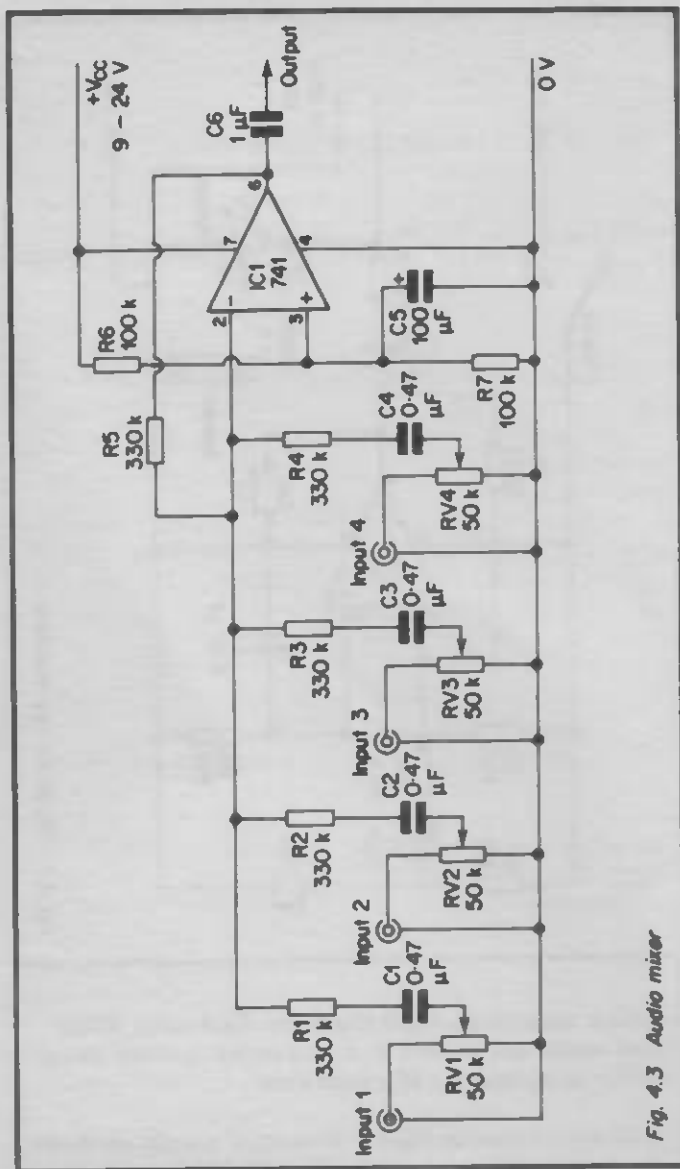 +Vcc
9 – 24 V
C6
1 µF
Output
0 V
R6
100 k
R5
330 k
IC1
741
2
3
4
6
7
–
+
C5
100
µF
+
R7
100 k
R4
330 k
C4
0·47
µF
Input 4
RV4
50 k
R3
330 k
C3
0·47
µF
Input 3
RV3
50 k
R2
330 k
C2
0·47
µF
Input 2
RV2
50 k
R1
330 k
C1
0·47
µF
Input 1
RV1
50 k
Fig. 4.3 Audio mixer